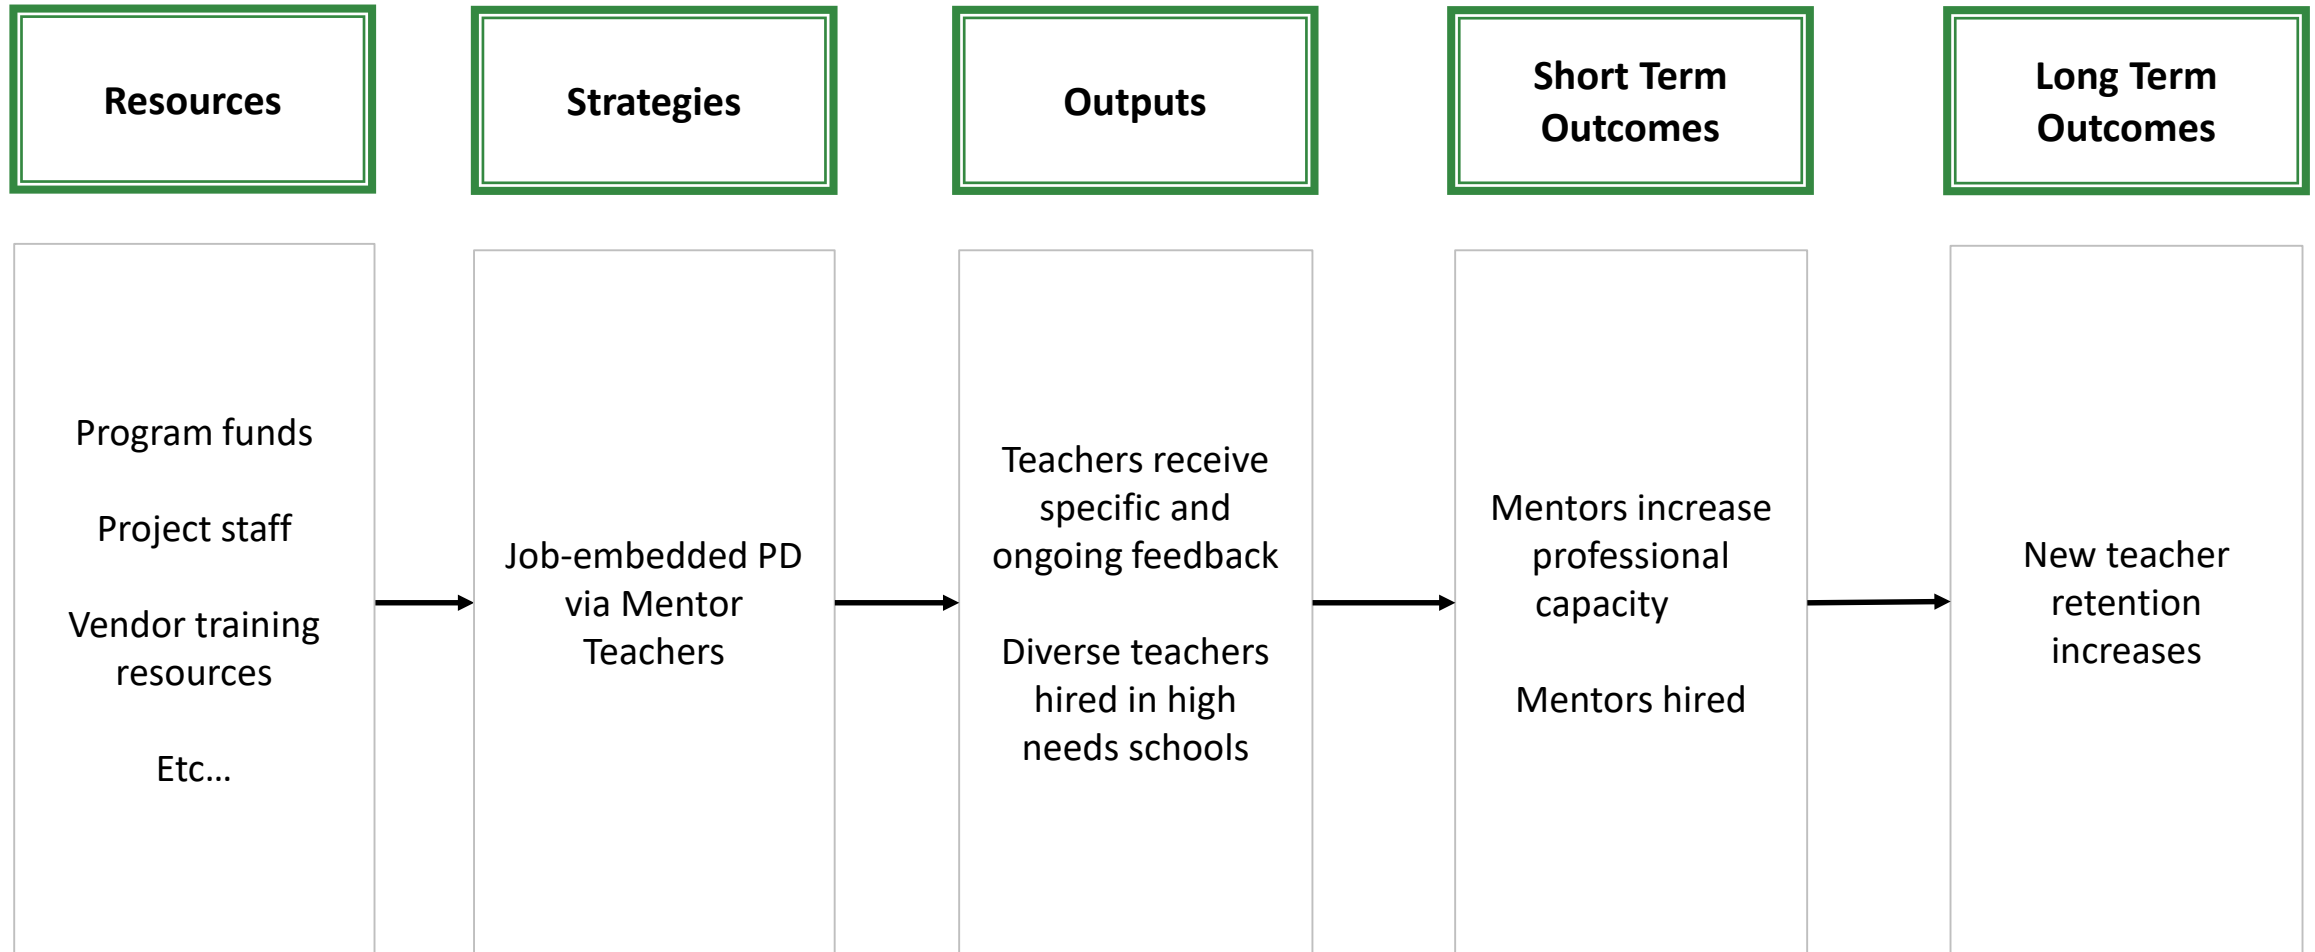 Resources
Strategies
Outputs
Short Term
Outcomes
Long Term
Outcomes
Program funds
Project staff
Vendor training
resources
Etc...
Job-embedded PD
via Mentor
Teachers
Teachers receive
specific and
ongoing feedback
Diverse teachers
hired in high
needs schools
Mentors increase
professional
capacity
Mentors hired
New teacher
retention
increases